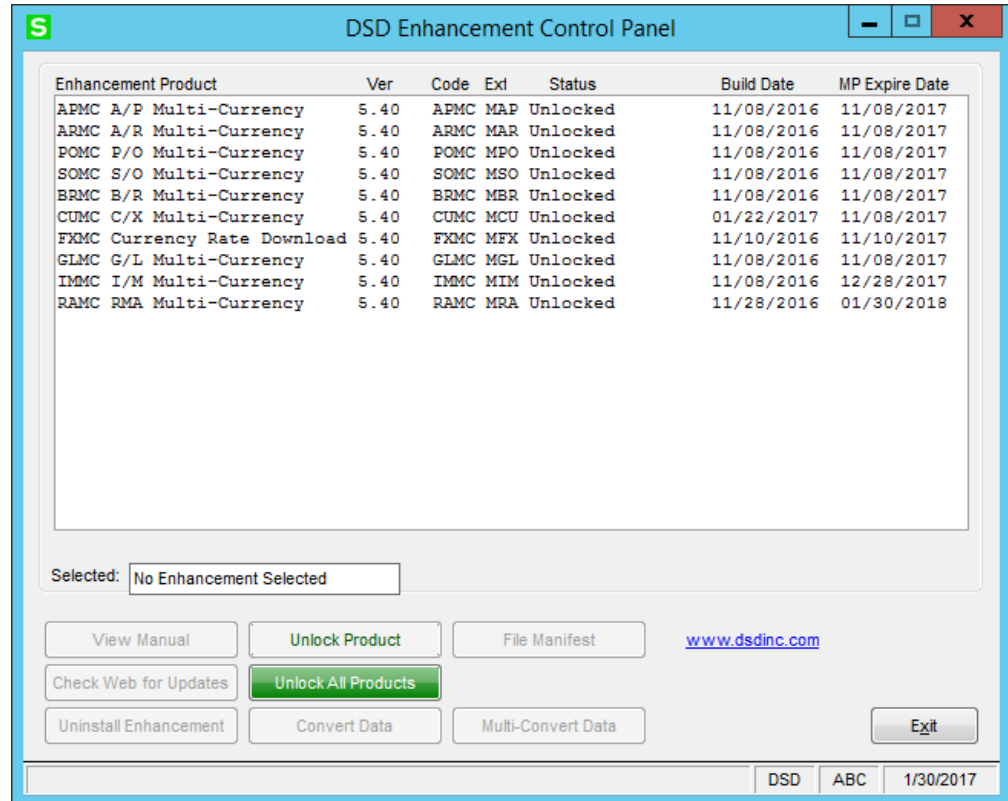 S DSD Enhancement Control Panel x
Enhancement Product Ver Code Ext Status Build Date MP Expire Date
APMC A/P Multi-Currency 5.40 APMC MAP Unlocked 11/08/2016 11/08/2017
ARMC A/R Multi-Currency 5.40 ARMC MAR Unlocked 11/08/2016 11/08/2017
POMC P/O Multi-Currency 5.40 POMC MPO Unlocked 11/08/2016 11/08/2017
SOMC S/O Multi-Currency 5.40 SOMC MSO Unlocked 11/08/2016 11/08/2017
BRMC B/R Multi-Currency 5.40 BRMC MBR Unlocked 11/08/2016 11/08/2017
CUMC C/X Multi-Currency 5.40 CUMC MCU Unlocked 01/22/2017 11/08/2017
FXMC Currency Rate Download 5.40 FXMC MFX Unlocked 11/10/2016 11/10/2017
GLMC G/L Multi-Currency 5.40 GLMC MGL Unlocked 11/08/2016 11/08/2017
IMMC I/M Multi-Currency 5.40 IMMC MIM Unlocked 11/08/2016 12/28/2017
RAMC RMA Multi-Currency 5.40 RAMC MRA Unlocked 11/28/2016 01/30/2018
Selected: No Enhancement Selected
View Manual Unlock Product File Manifest www.dsdinc.com
Check Web for Updates Unlock All Products
Uninstall Enhancement Convert Data Multi-Convert Data Exit
DSD ABC 1/30/2017